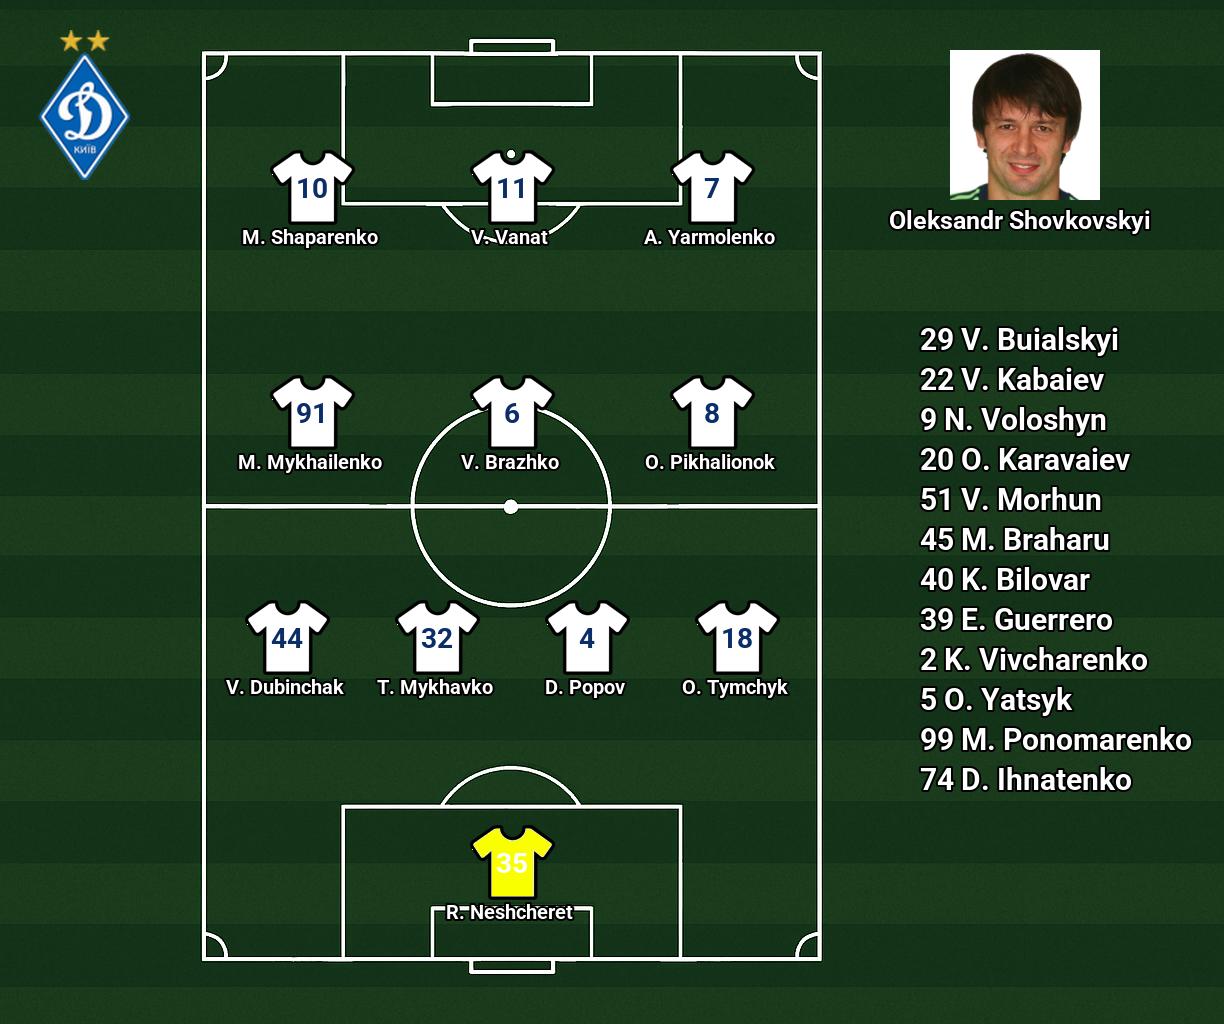 КИЇВ
Oleksandr Shovkovskyi
10 11 7
M. Shaparenko V. Vanat A. Yarmolenko
91 6 8
M. Mykhailenko V. Brazhko O. Pikhalionok
44 32 4 18
V. Dubinchak T. Mykhavko D. Popov O. Tymchyk
35
R. Neshcheret
29 V. Buialskyi
22 V. Kabaiev
9 N. Voloshyn
20 O. Karavaiev
51 V. Morhun
45 M. Braharu
40 K. Bilovar
39 E. Guerrero
2 K. Vivcharenko
5 O. Yatsyk
99 M. Ponomarenko
74 D. Ihnatenko